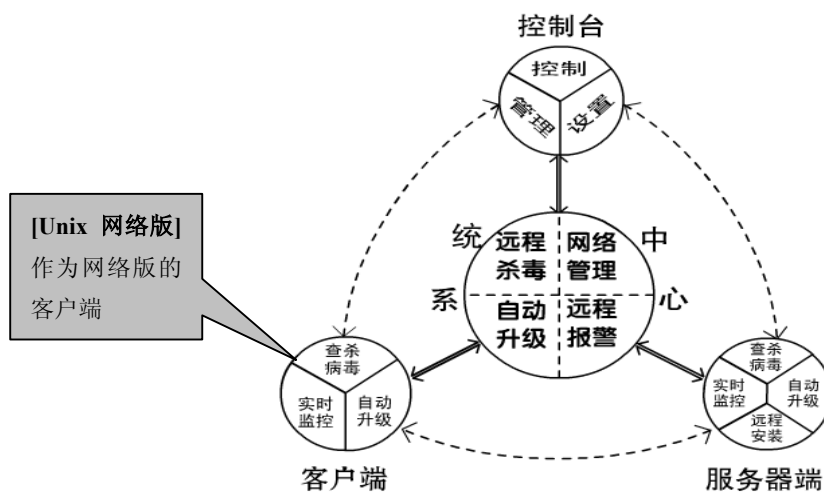 控制台
控制
管理
设置
[Unix 网络版]
作为网络版的
客户端
系统中心
远程
杀毒
网络
管理
自动
升级
远程
报警
查杀
病毒
实时
监控
自动
升级
客户端
查杀
病毒
实时
监控
自动
升级
远程
安装
服务器端